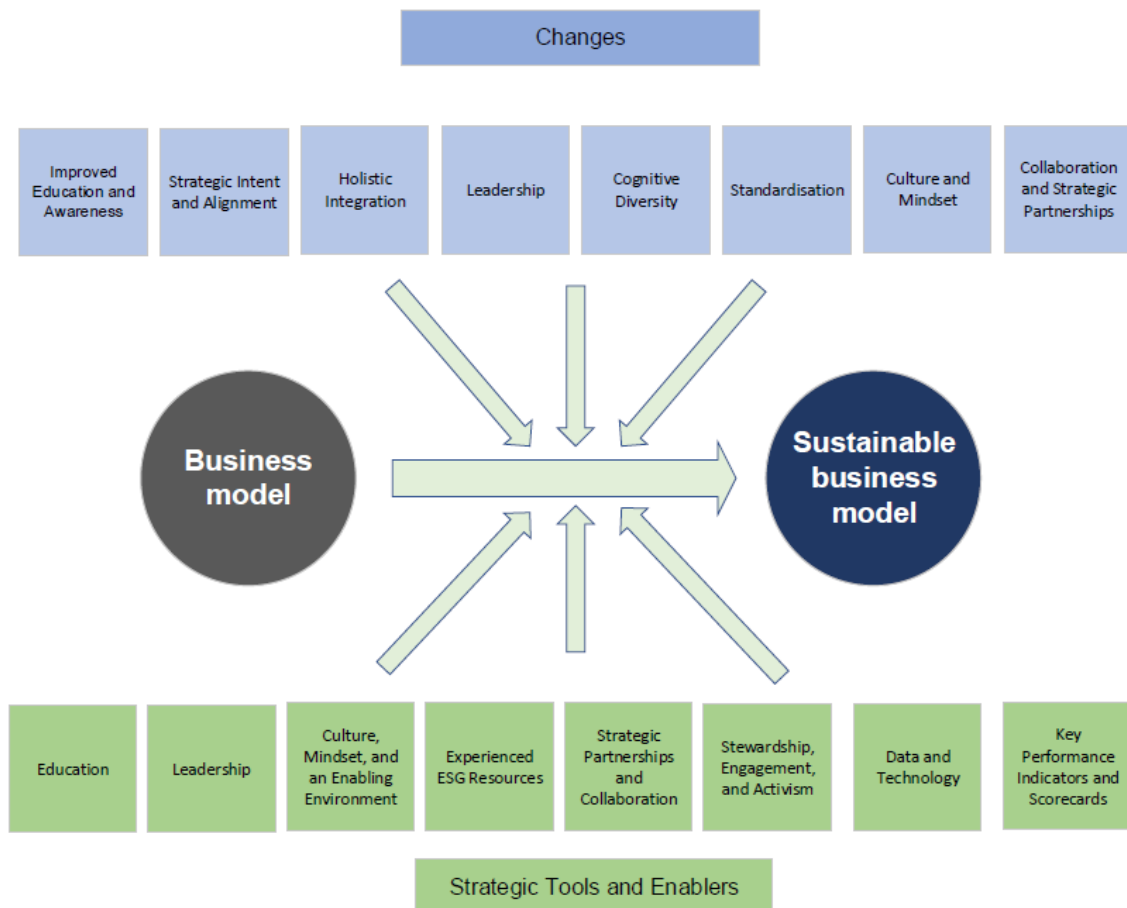 Changes
Improved
Education and
Awareness
Strategic Intent
and Alignment
Holistic
Integration
Leadership
Cognitive
Diversity
Standardisation
Culture and
Mindset
Collaboration
and Strategic
Partnerships
Business
model
Sustainable
business
model
Education
Leadership
Culture,
Mindset, and
an Enabling
Environment
Experienced
ESG Resources
Strategic
Partnerships
and
Collaboration
Stewardship,
Engagement,
and Activism
Data and
Technology
Key
Performance
Indicators and
Scorecards
Strategic Tools and Enablers